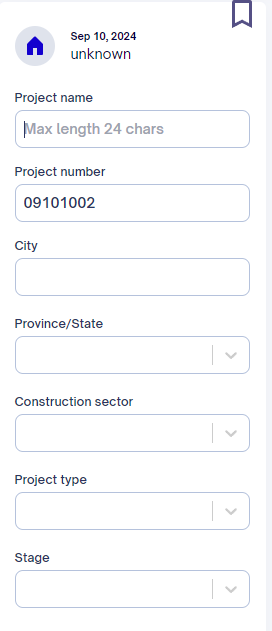 Sep 10, 2024
unknown
Project name
Max length 24 chars
Project number
09101002
City
Province/State
Construction sector
Project type
Stage